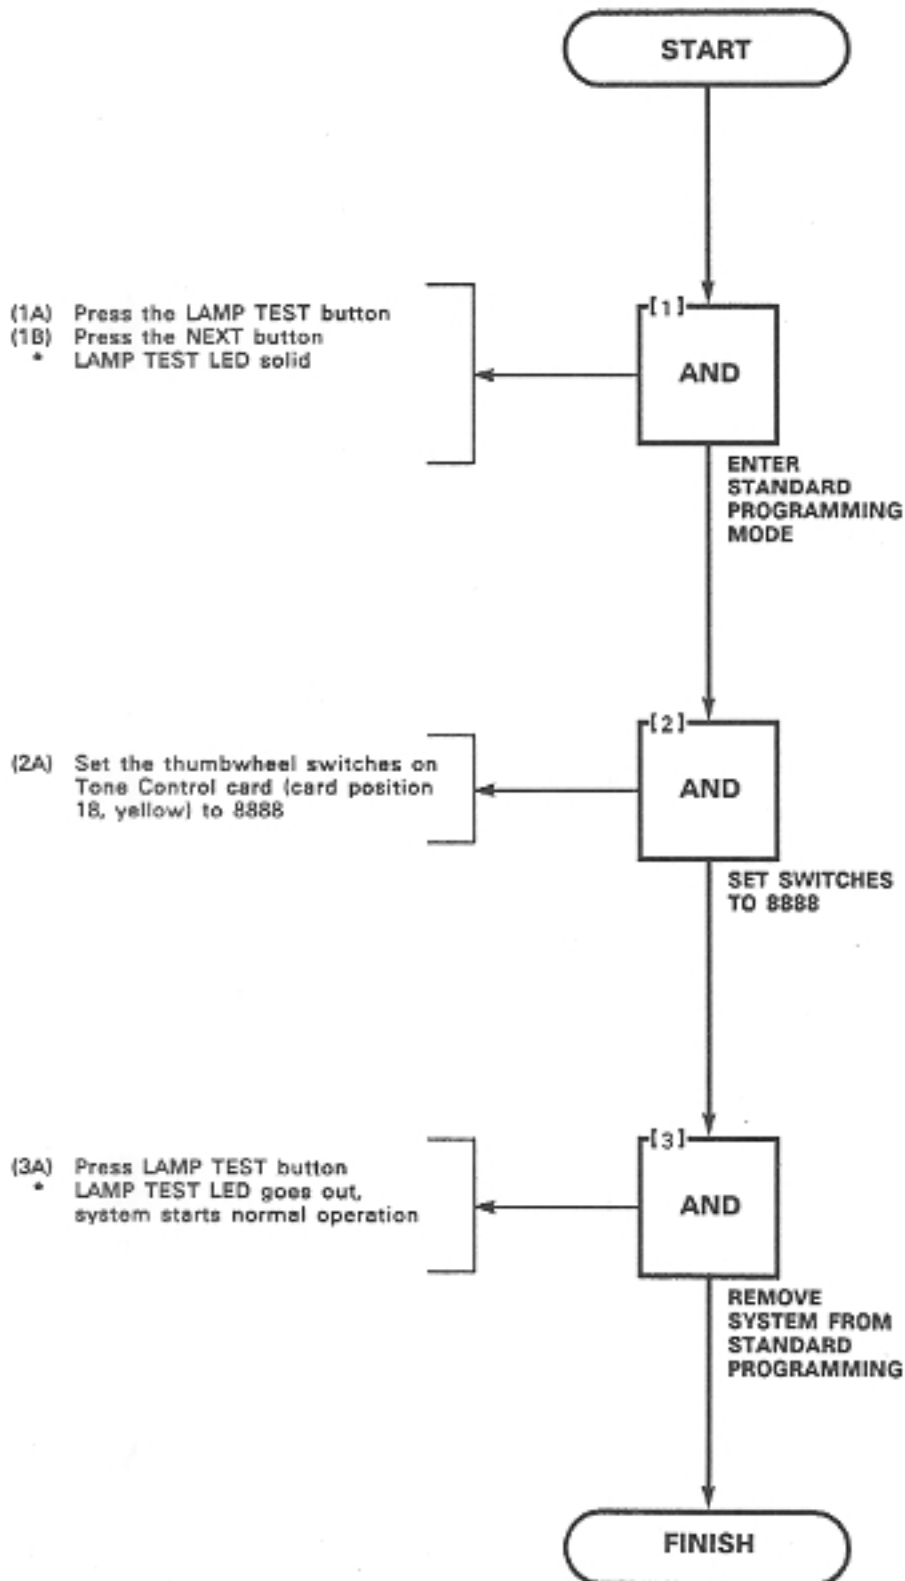 START
(1A) Press the LAMP TEST button
(1B) Press the NEXT button
* LAMP TEST LED solid
[1]
AND
ENTER
STANDARD
PROGRAMMING
MODE
(2A) Set the thumbwheel switches on
Tone Control card (card position
18, yellow) to 8888
[2]
AND
SET SWITCHES
TO 8888
(3A) Press LAMP TEST button
* LAMP TEST LED goes out,
system starts normal operation
[3]
AND
REMOVE
SYSTEM FROM
STANDARD
PROGRAMMING
FINISH